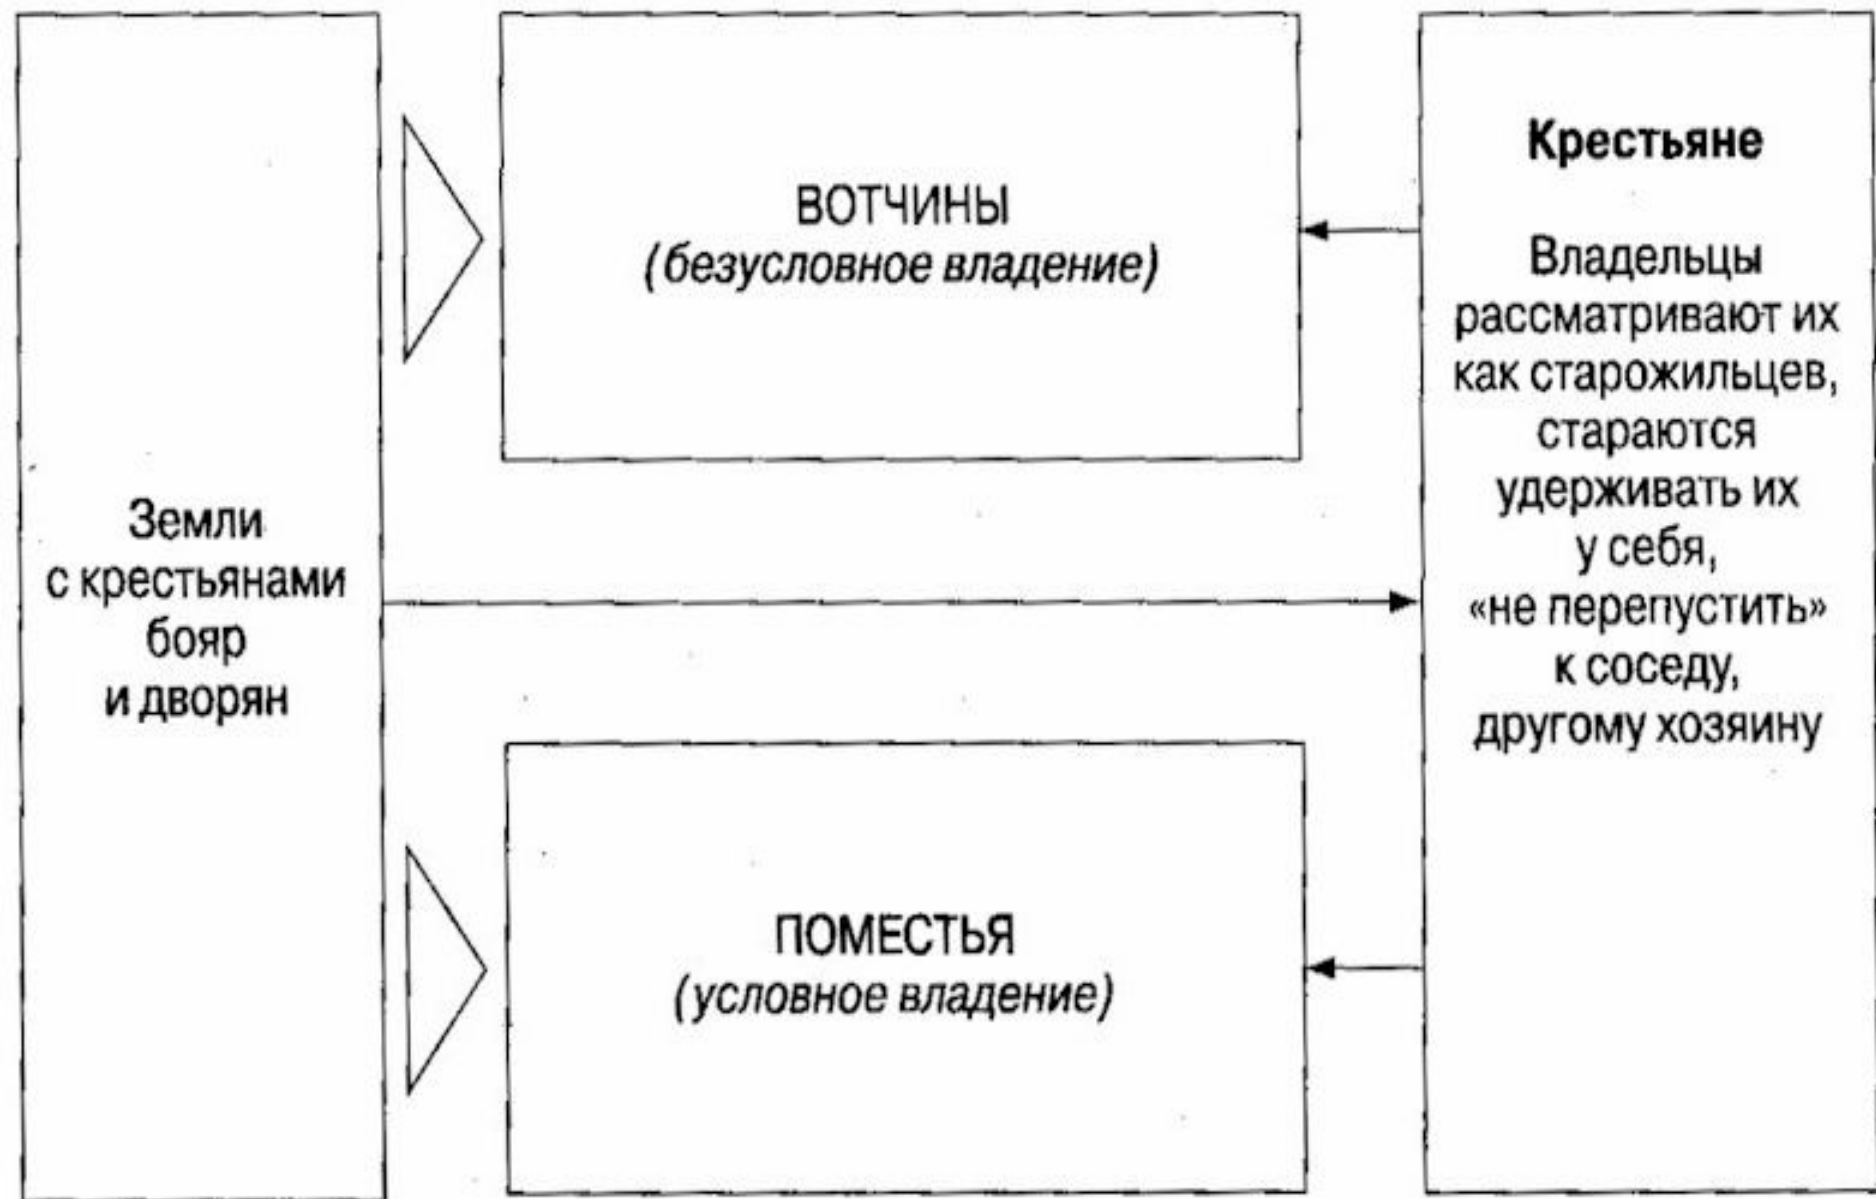 Земли
с крестьянами
бояр
и дворян
ВОТЧИНЫ
(безусловное владение)
ПОМЕСТЬЯ
(условное владение)
Крестьяне
Владельцы
рассматривают их
как старожильцев,
стараются
удерживать их
у себя,
«не перепустить»
к соседу,
другому хозяину